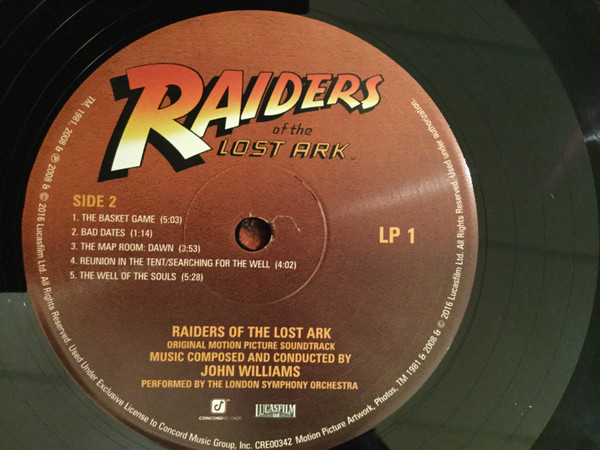 RAIDERS
of the
LOST ARK™
SIDE 2
1. THE BASKET GAME (5:03)
2. BAD DATES (1:14)
3. THE MAP ROOM: DAWN (3:53)
4. REUNION IN THE TENT/SEARCHING FOR THE WELL (4:02)
5. THE WELL OF THE SOULS (5:28)
LP 1
RAIDERS OF THE LOST ARK
ORIGINAL MOTION PICTURE SOUNDTRACK
MUSIC COMPOSED AND CONDUCTED BY
JOHN WILLIAMS
PERFORMED BY THE LONDON SYMPHONY ORCHESTRA
CONCORD RECORDS
LUCASFILM
LTD
TM, 1981, 2008 & ℗ 2008 & © 2016 Lucasfilm Ltd. All Rights Reserved. Used Under Exclusive License to Concord Music Group, Inc. CRE00342 Motion Picture Artwork, Photos, TM 1981 & 2008 & © 2016 Lucasfilm Ltd. All Rights Reserved. Used under authorization.